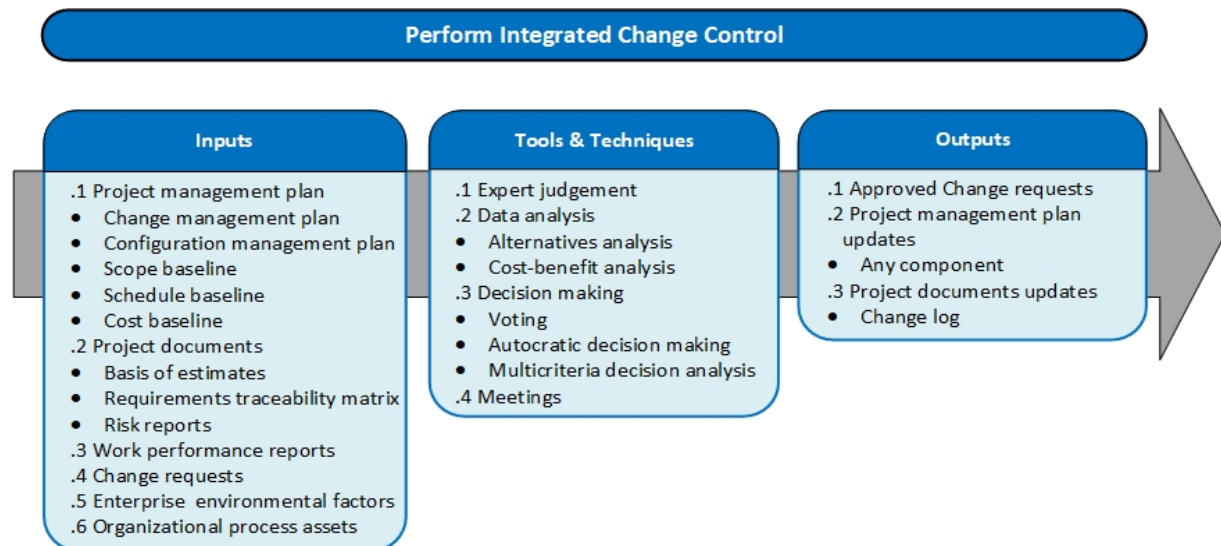 Perform Integrated Change Control
Inputs
.1 Project management plan
• Change management plan
• Configuration management plan
• Scope baseline
• Schedule baseline
• Cost baseline
.2 Project documents
• Basis of estimates
• Requirements traceability matrix
• Risk reports
.3 Work performance reports
.4 Change requests
.5 Enterprise environmental factors
.6 Organizational process assets
Tools & Techniques
.1 Expert judgement
.2 Data analysis
• Alternatives analysis
• Cost-benefit analysis
.3 Decision making
• Voting
• Autocratic decision making
• Multicriteria decision analysis
.4 Meetings
Outputs
.1 Approved Change requests
.2 Project management plan
updates
• Any component
.3 Project documents updates
• Change log